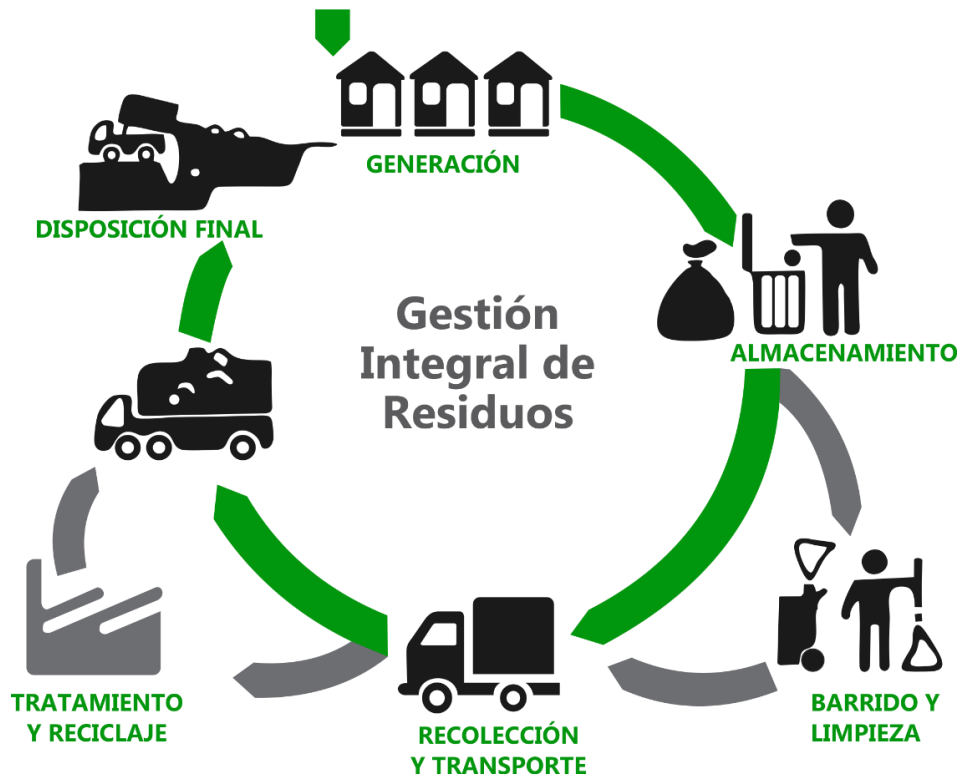 GENERACIÓN
DISPOSICIÓN FINAL
Gestión
Integral de
Residuos
ALMACENAMIENTO
TRATAMIENTO
Y RECICLAJE
RECOLECCIÓN
Y TRANSPORTE
BARRIDO Y
LIMPIEZA